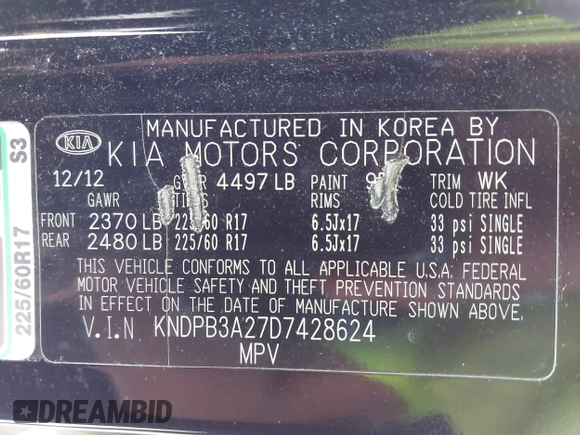 MANUFACTURED IN KOREA BY
KIA KIA MOTORS CORPORATION
12/12 4497 LB PAINT TRIM WK
GAWR RIMS COLD TIRE INFL
FRONT 2370 LB R17 6.5Jx17 33 psi SINGLE
REAR 2480 LB 225/60 R17 6.5Jx17 33 psi SINGLE
THIS VEHICLE CONFORMS TO ALL APPLICABLE U.S.A. FEDERAL
MOTOR VEHICLE SAFETY AND THEFT PREVENTION STANDARDS
IN EFFECT ON THE DATE OF MANUFACTURE SHOWN ABOVE.
V.I.N KNDPB3A27D7428624
MPV
S3
225/60R17
DREAMBID